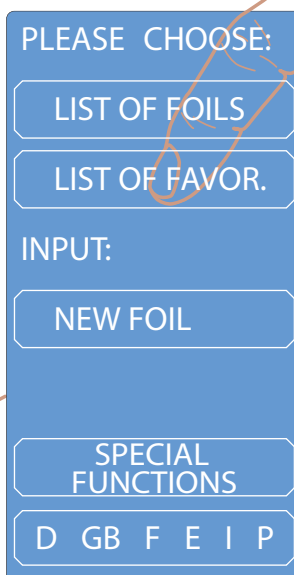 PLEASE CHOOSE:
LIST OF FOILS
LIST OF FAVOR.
INPUT:
NEW FOIL
SPECIAL
FUNCTIONS
D GB F E I P